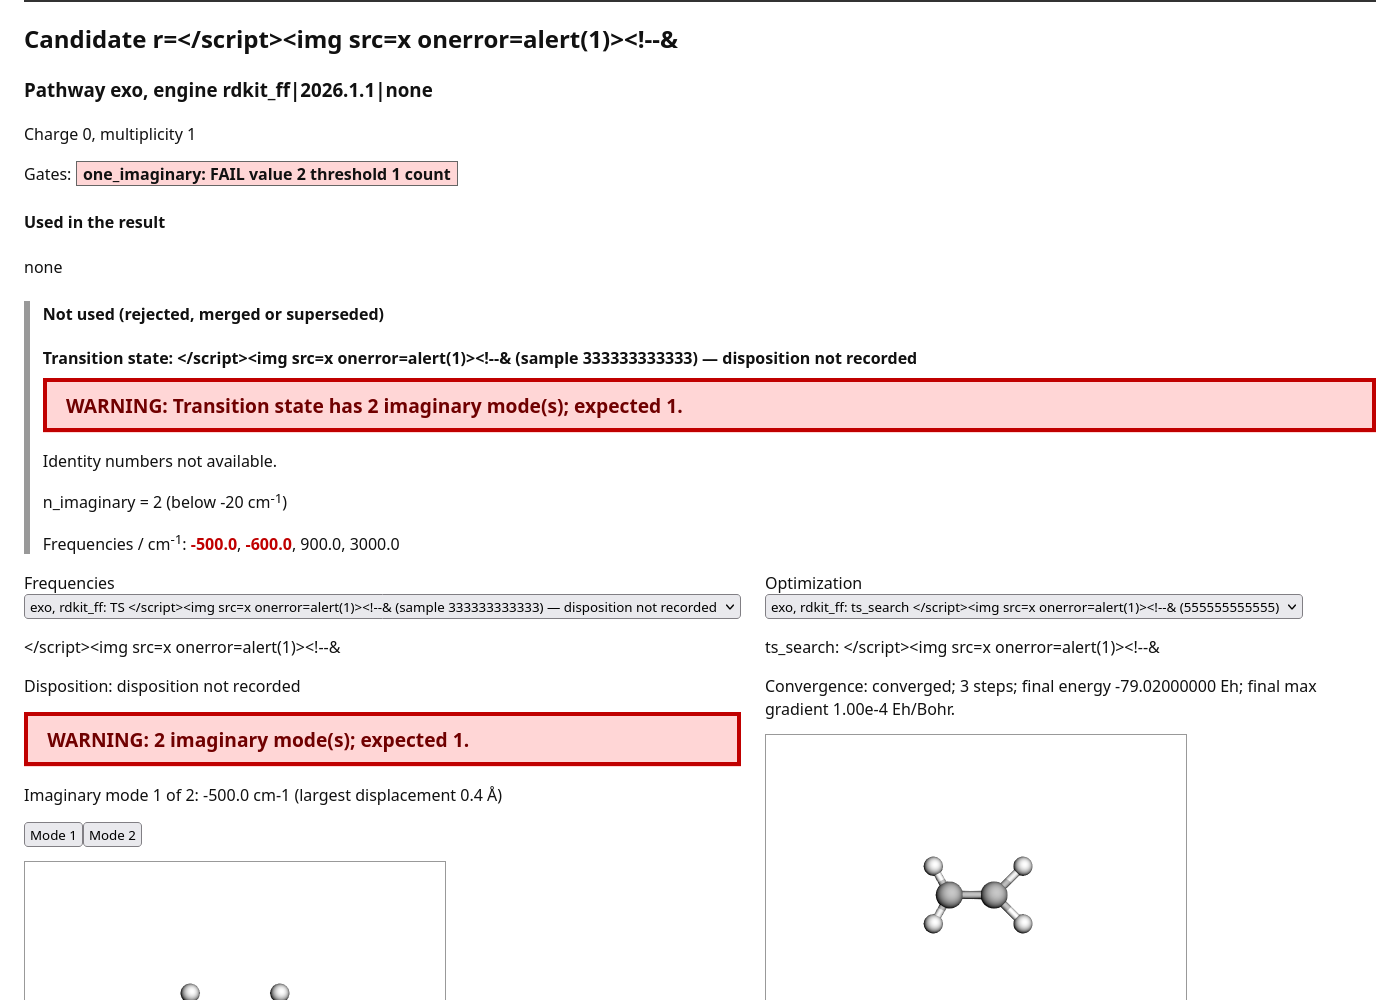 Candidate r=</script><img src=x onerror=alert(1)><!--&
Pathway exo, engine rdkit_ff|2026.1.1|none
Charge 0, multiplicity 1
Gates: one_imaginary: FAIL value 2 threshold 1 count
Used in the result
none
Not used (rejected, merged or superseded)
Transition state: </script><img src=x onerror=alert(1)><!--& (sample 333333333333) — disposition not recorded
WARNING: Transition state has 2 imaginary mode(s); expected 1.
Identity numbers not available.
n_imaginary = 2 (below -20 cm-1)
Frequencies / cm-1: -500.0, -600.0, 900.0, 3000.0
Frequencies
exo, rdkit_ff: TS </script><img src=x onerror=alert(1)><!--& (sample 333333333333) — disposition not recorded
</script><img src=x onerror=alert(1)><!--&
Disposition: disposition not recorded
WARNING: 2 imaginary mode(s); expected 1.
Imaginary mode 1 of 2: -500.0 cm-1 (largest displacement 0.4 Å)
Mode 1 Mode 2
Optimization
exo, rdkit_ff: ts_search </script><img src=x onerror=alert(1)><!--& (555555555555)
ts_search: </script><img src=x onerror=alert(1)><!--&
Convergence: converged; 3 steps; final energy -79.02000000 Eh; final max
gradient 1.00e-4 Eh/Bohr.